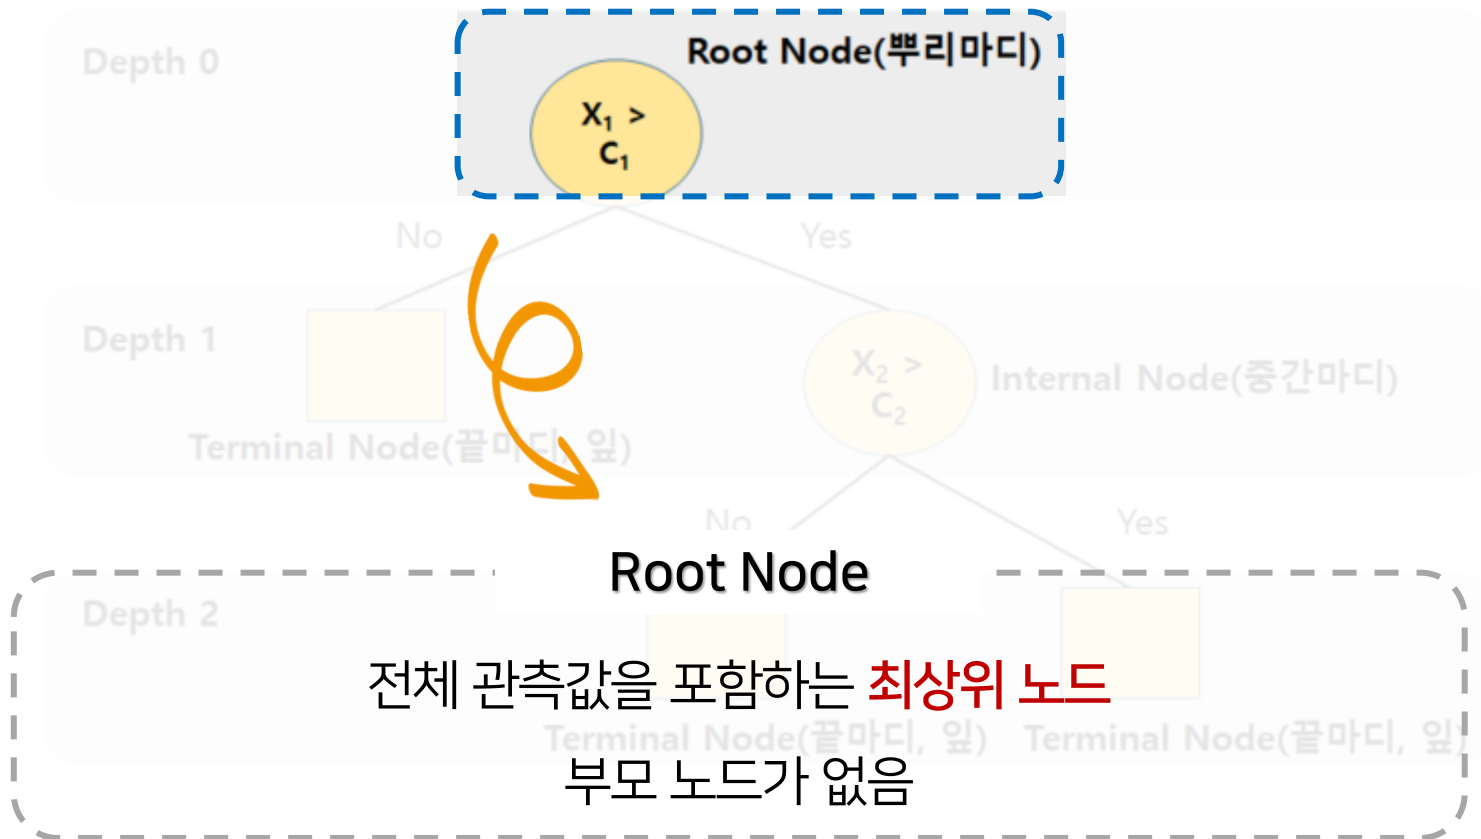 Depth 0
Root Node(뿌리마디)
X₁ >
C₁
No
Yes
Depth 1
X₂ >
C₂
Internal Node(중간마디)
Terminal Node(끝마디, 잎)
No
Yes
Root Node
Depth 2
전체 관측값을 포함하는 최상위 노드
Terminal Node(끝마디, 잎)
Terminal Node(끝마디, 잎)
부모 노드가 없음